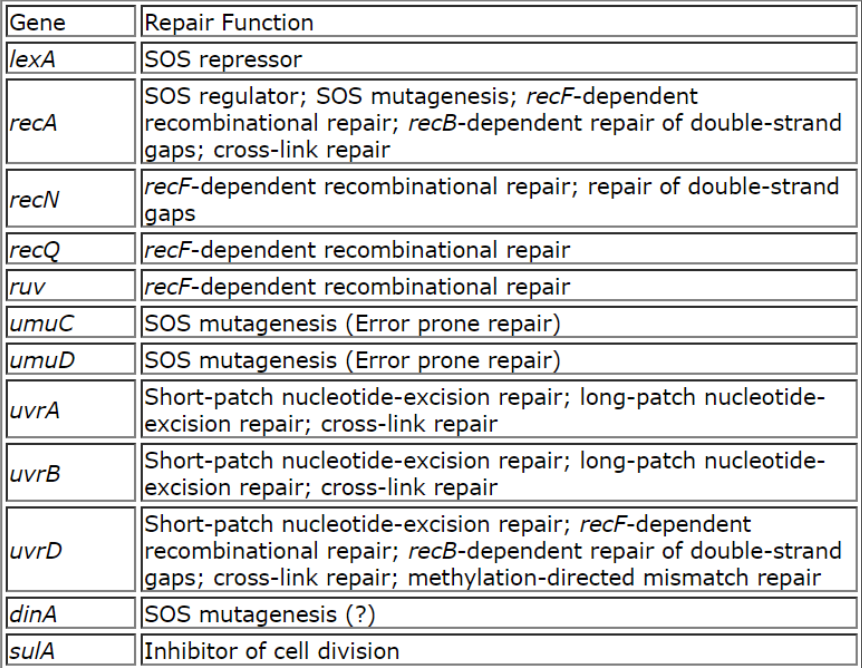 Gene Repair Function
lexA SOS repressor
SOS regulator; SOS mutagenesis; recF-dependent
recA recombinational repair; recB-dependent repair of double-strand
gaps; cross-link repair
recN recF-dependent recombinational repair; repair of double-strand
gaps
recQ recF-dependent recombinational repair
ruv recF-dependent recombinational repair
umuC SOS mutagenesis (Error prone repair)
umuD SOS mutagenesis (Error prone repair)
uvrA Short-patch nucleotide-excision repair; long-patch nucleotide-
excision repair; cross-link repair
uvrB Short-patch nucleotide-excision repair; long-patch nucleotide-
excision repair; cross-link repair
Short-patch nucleotide-excision repair; recF-dependent
uvrD recombinational repair; recB-dependent repair of double-strand
gaps; cross-link repair; methylation-directed mismatch repair
dinA SOS mutagenesis (?)
sulA Inhibitor of cell division